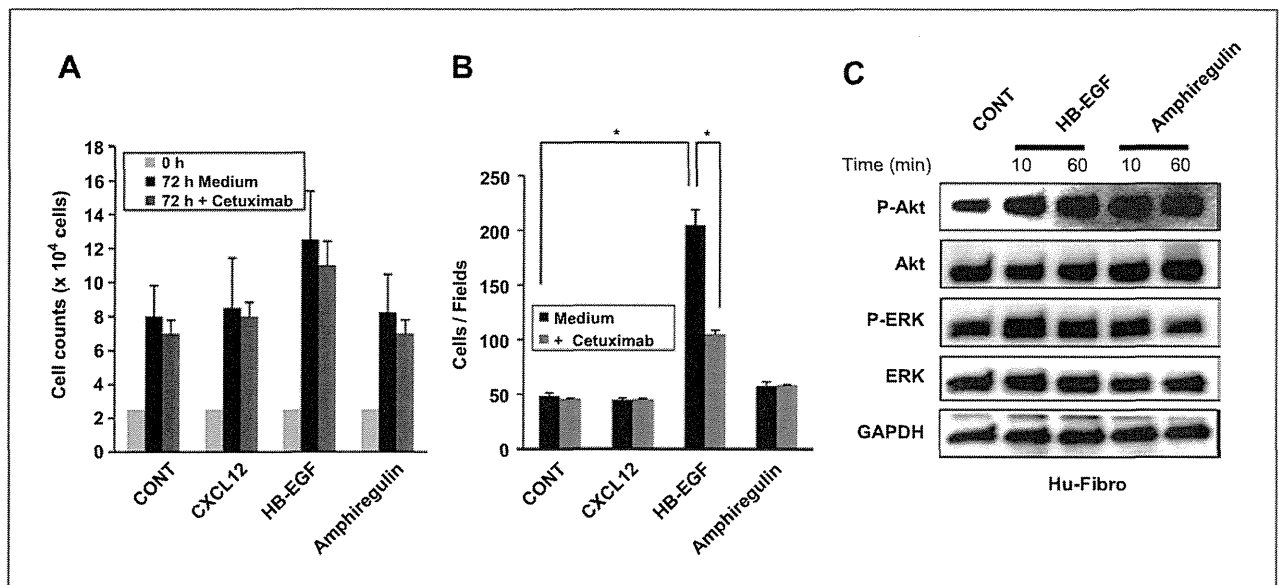 A
Cell counts (x 10⁴ cells)
18
16
14
12
10
8
6
4
2
0
0 h
72 h Medium
72 h + Cetuximab
CONT
CXCL12
HB-EGF
Amphiregulin
B
Cells / Fields
*
*
250
200
150
100
50
0
Medium
+ Cetuximab
CONT
CXCL12
HB-EGF
Amphiregulin
C
CONT
HB-EGF
Amphiregulin
Time (min) 10 60 10 60
P-Akt
Akt
P-ERK
ERK
GAPDH
Hu-Fibro